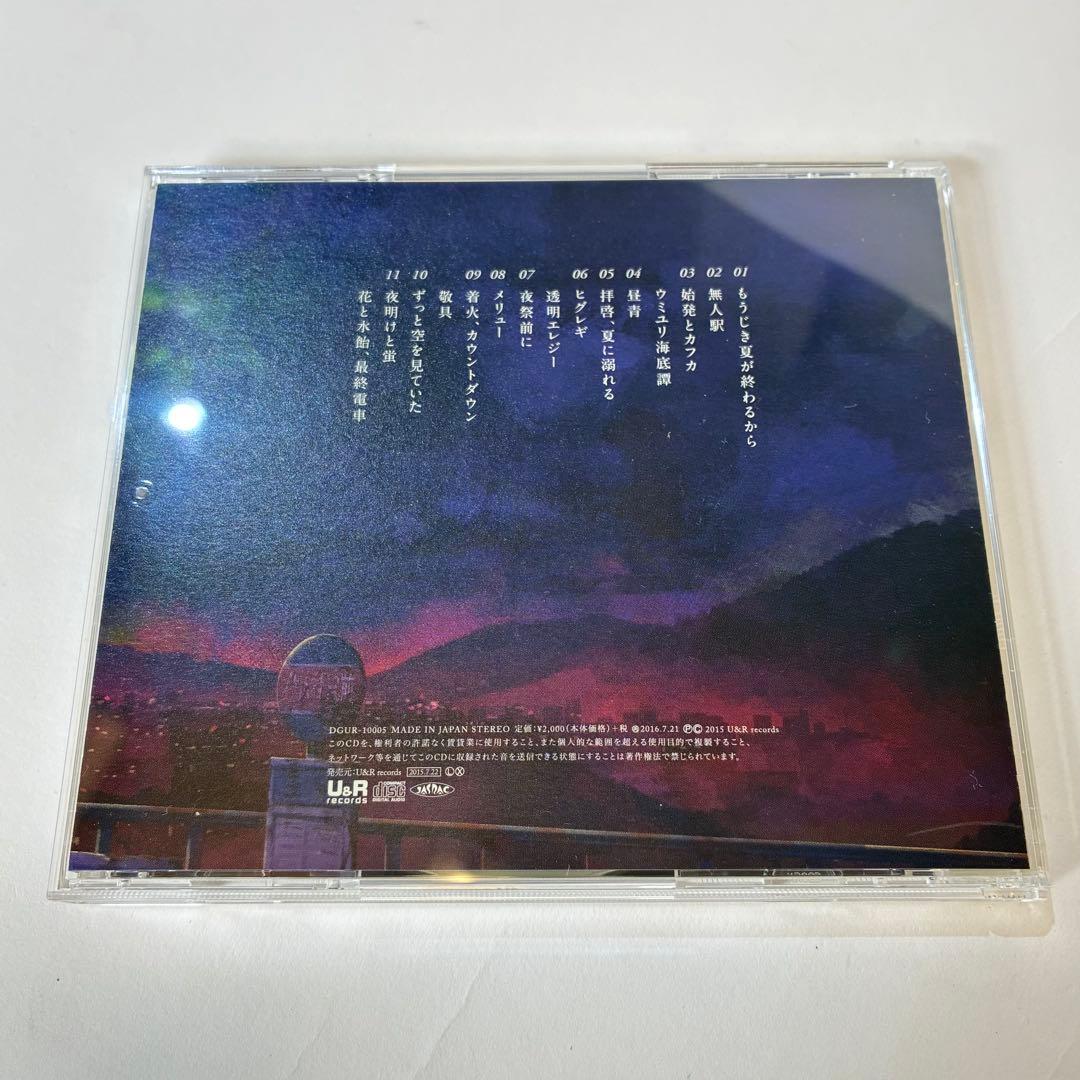 01 もうじき夏が終わるから
02 無人駅
03 始発とカフカ
ウミユリ海底譚
04 昼青
05 拝啓、夏に溺れる
06 ヒグレギ
透明エレジー
07 夜祭前に
08 メリュー
09 着火、カウントダウン
敬具
10 ずっと空を見ていた
11 夜明けと蛍
花と水飴、最終電車
DGUR-10005 MADE IN JAPAN STEREO 定価:¥2,000(本体価格)+税 ㋹2016.7.21 ℗© 2015 U&R records
このCDを、権利者の許諾なく賃貸業に使用すること、また個人的な範囲を超える使用目的で複製すること、
ネットワーク等を通じてこのCDに収録された音を送信できる状態にすることは著作権法で禁じられています。
発売元:U&R records 2015.7.22 Ⓛ Ⓧ
U&R records COMPACT disc DIGITAL AUDIO JASRAC